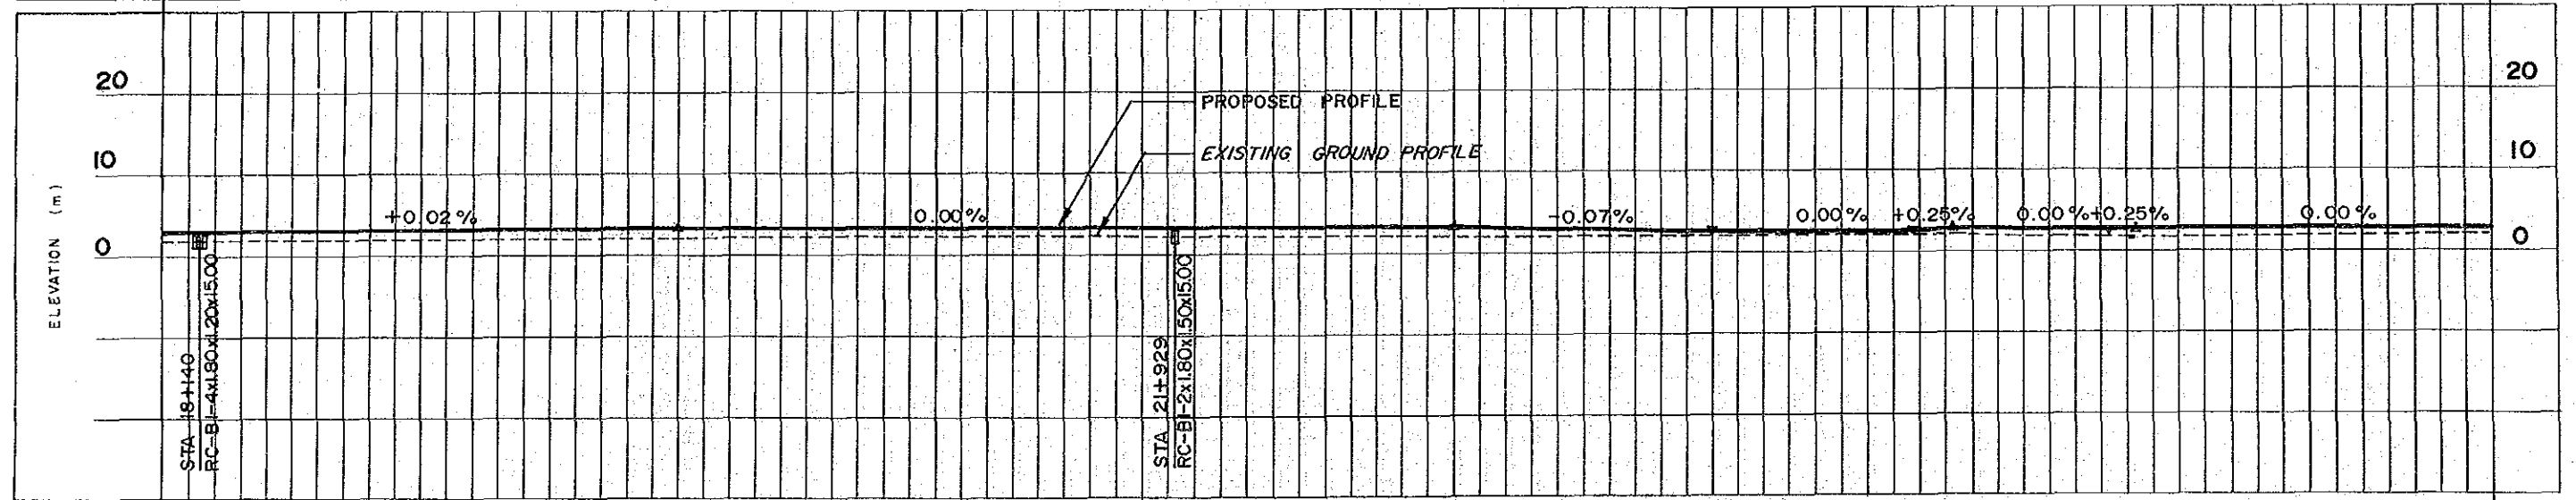 20
20
PROPOSED PROFILE
10
EXISTING GROUND PROFILE
10
ELEVATION (m)
+0.02%
0.00%
-0.07%
0.00%
+0.25%
0.00%
+0.25%
0.00%
0
0
STA 18+140
RC-B1-4x1.80x1.20x15.00
STA 21+929
RC-B1-2x1.80x1.50x15.00